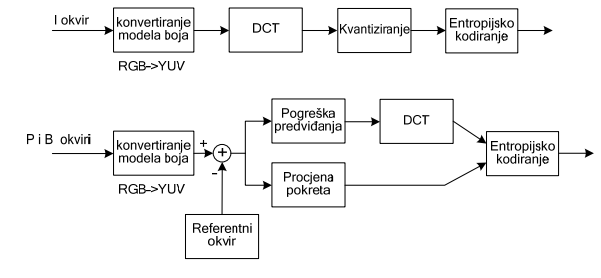 I okvir
konvertiranje
modela boja
DCT
Kvantiziranje
Entropijsko
kodiranje
RGB->YUV
P i B okviri
konvertiranje
modela boja
RGB->YUV
+
-
+
Pogreška
predviđanja
DCT
Procjena
pokreta
Entropijsko
kodiranje
Referentni
okvir